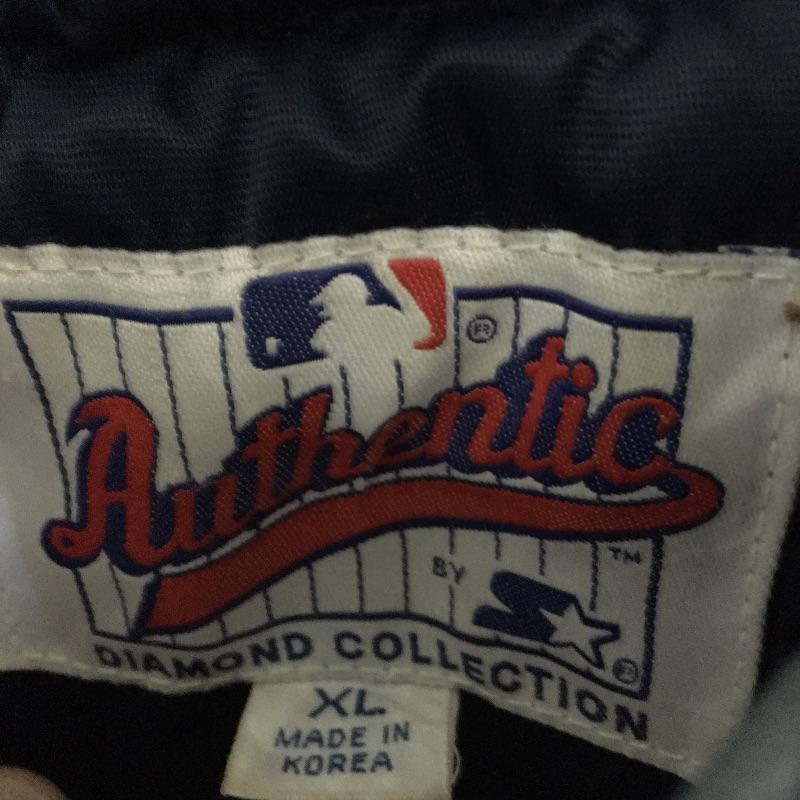 ®
Authentic
™
BY
®
DIAMOND COLLECTION
XL
MADE IN
KOREA